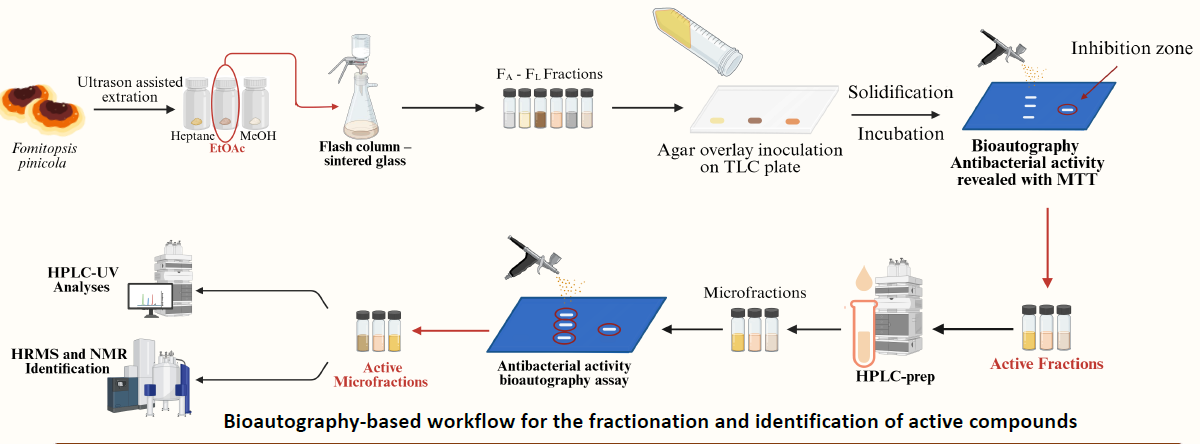 Fomitopsis
pinicola
Ultrason assisted
extration
Heptane
EtOAc
MeOH
Flash column –
sintered glass
FA - FL Fractions
Agar overlay inoculation
on TLC plate
Solidification
Incubation
Inhibition zone
Bioautography
Antibacterial activity
revealed with MTT
Active Fractions
HPLC-prep
Microfractions
Antibacterial activity
bioautography assay
Active
Microfractions
HPLC-UV
Analyses
HRMS and NMR
Identification
Bioautography-based workflow for the fractionation and identification of active compounds